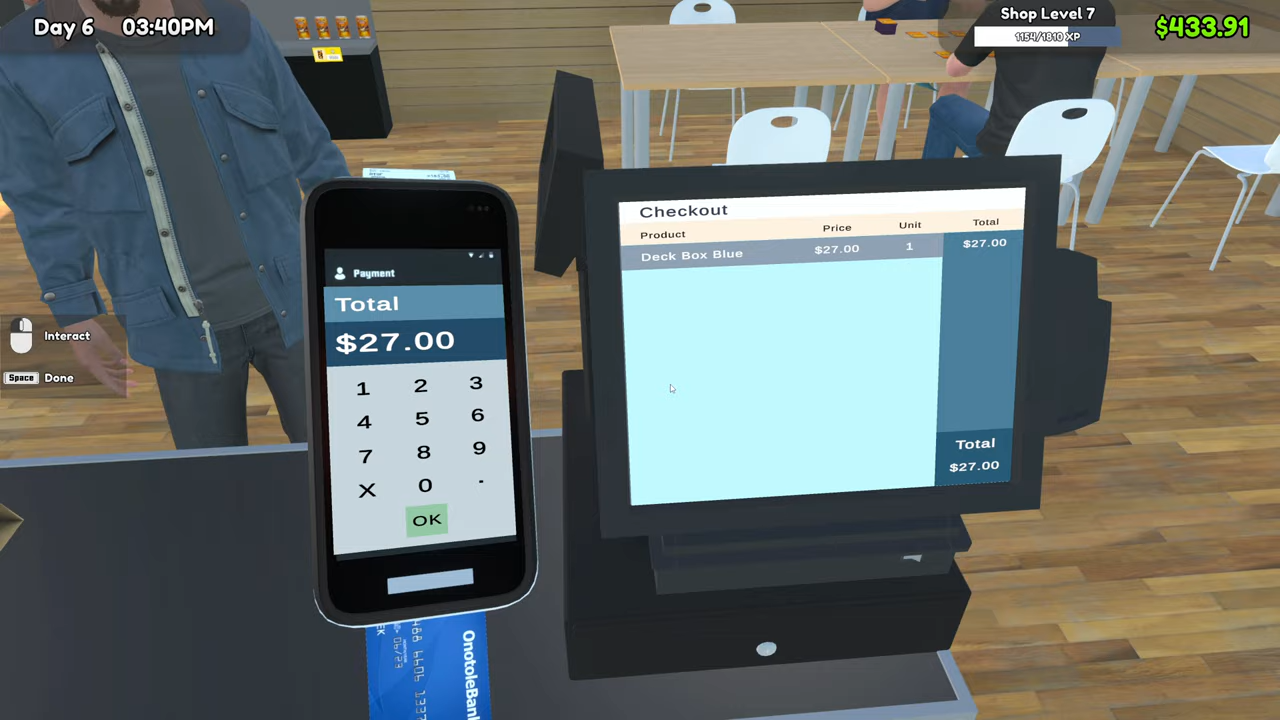 Day 6 03:40PM
Shop Level 7
1154/1810 XP
$433.91
Interact
Space Done
Payment
Total
$27.00
1 2 3
4 5 6
7 8 9
X 0 .
OK
Checkout
Product Price Unit Total
Deck Box Blue $27.00 1 $27.00
Total
$27.00
OnotoleBank